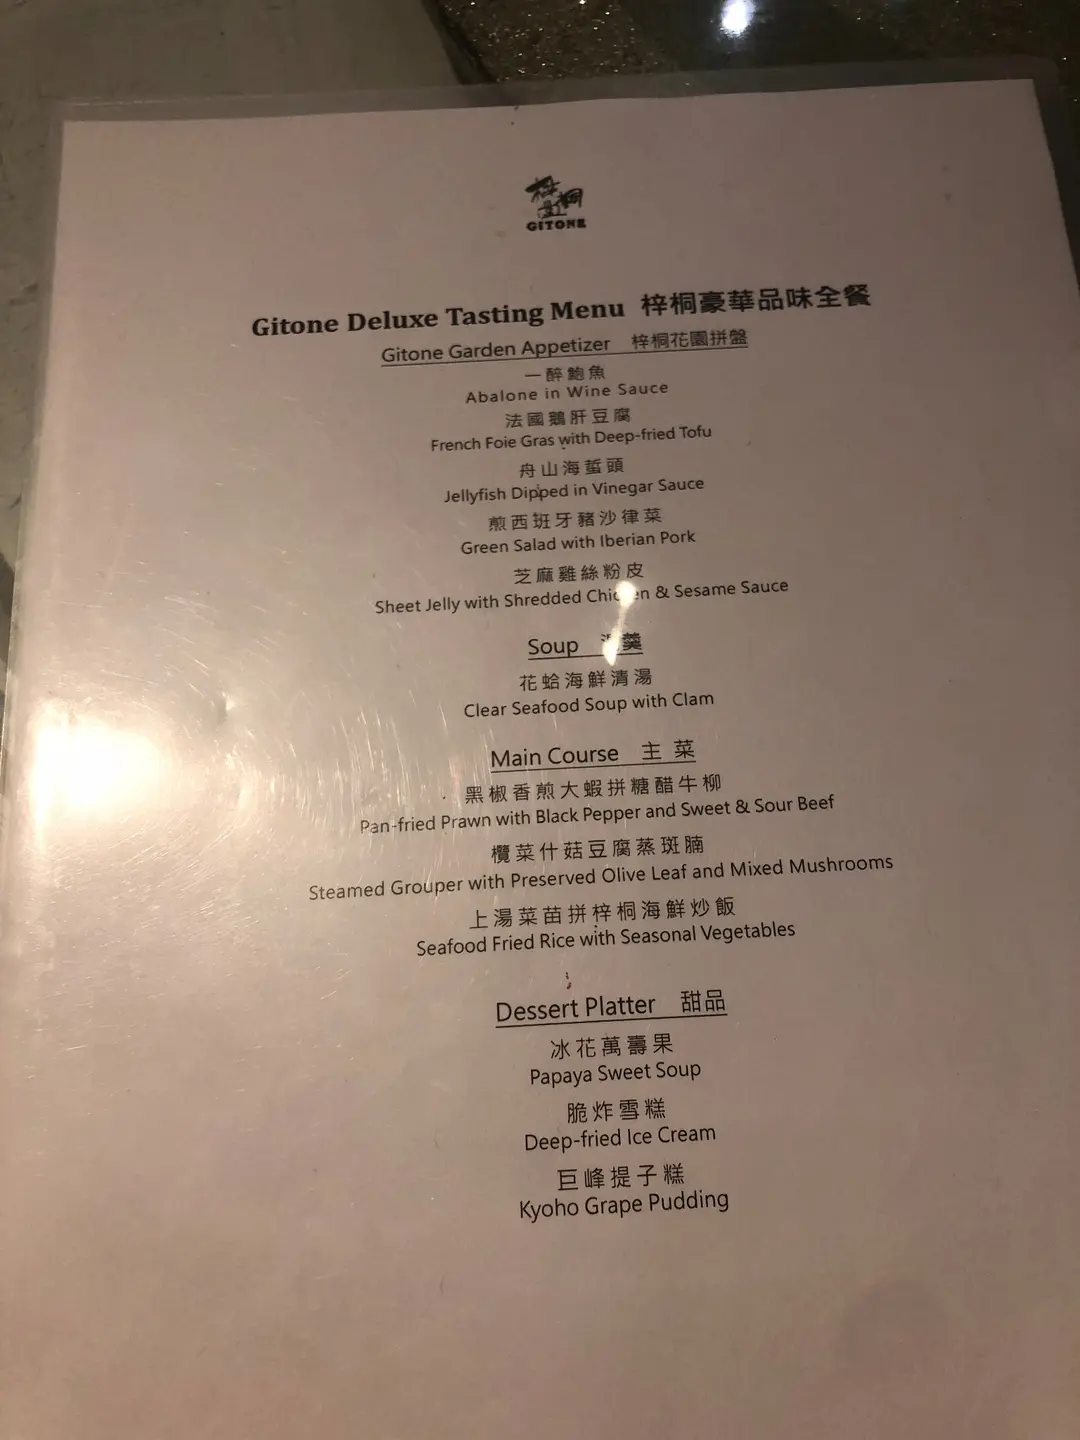 梓桐
GITONE
Gitone Deluxe Tasting Menu 梓桐豪華品味全餐
Gitone Garden Appetizer 梓桐花園拼盤
一醉鮑魚
Abalone in Wine Sauce
法國鵝肝豆腐
French Foie Gras with Deep-fried Tofu
舟山海蜇頭
Jellyfish Dipped in Vinegar Sauce
煎西班牙豬沙律菜
Green Salad with Iberian Pork
芝麻雞絲粉皮
Sheet Jelly with Shredded Chicken & Sesame Sauce
Soup 羹
花蛤海鮮清湯
Clear Seafood Soup with Clam
Main Course 主菜
黑椒香煎大蝦拼糖醋牛柳
Pan-fried Prawn with Black Pepper and Sweet & Sour Beef
欖菜什菇豆腐蒸斑腩
Steamed Grouper with Preserved Olive Leaf and Mixed Mushrooms
上湯菜苗拼梓桐海鮮炒飯
Seafood Fried Rice with Seasonal Vegetables
Dessert Platter 甜品
冰花萬壽果
Papaya Sweet Soup
脆炸雪糕
Deep-fried Ice Cream
巨峰提子糕
Kyoho Grape Pudding